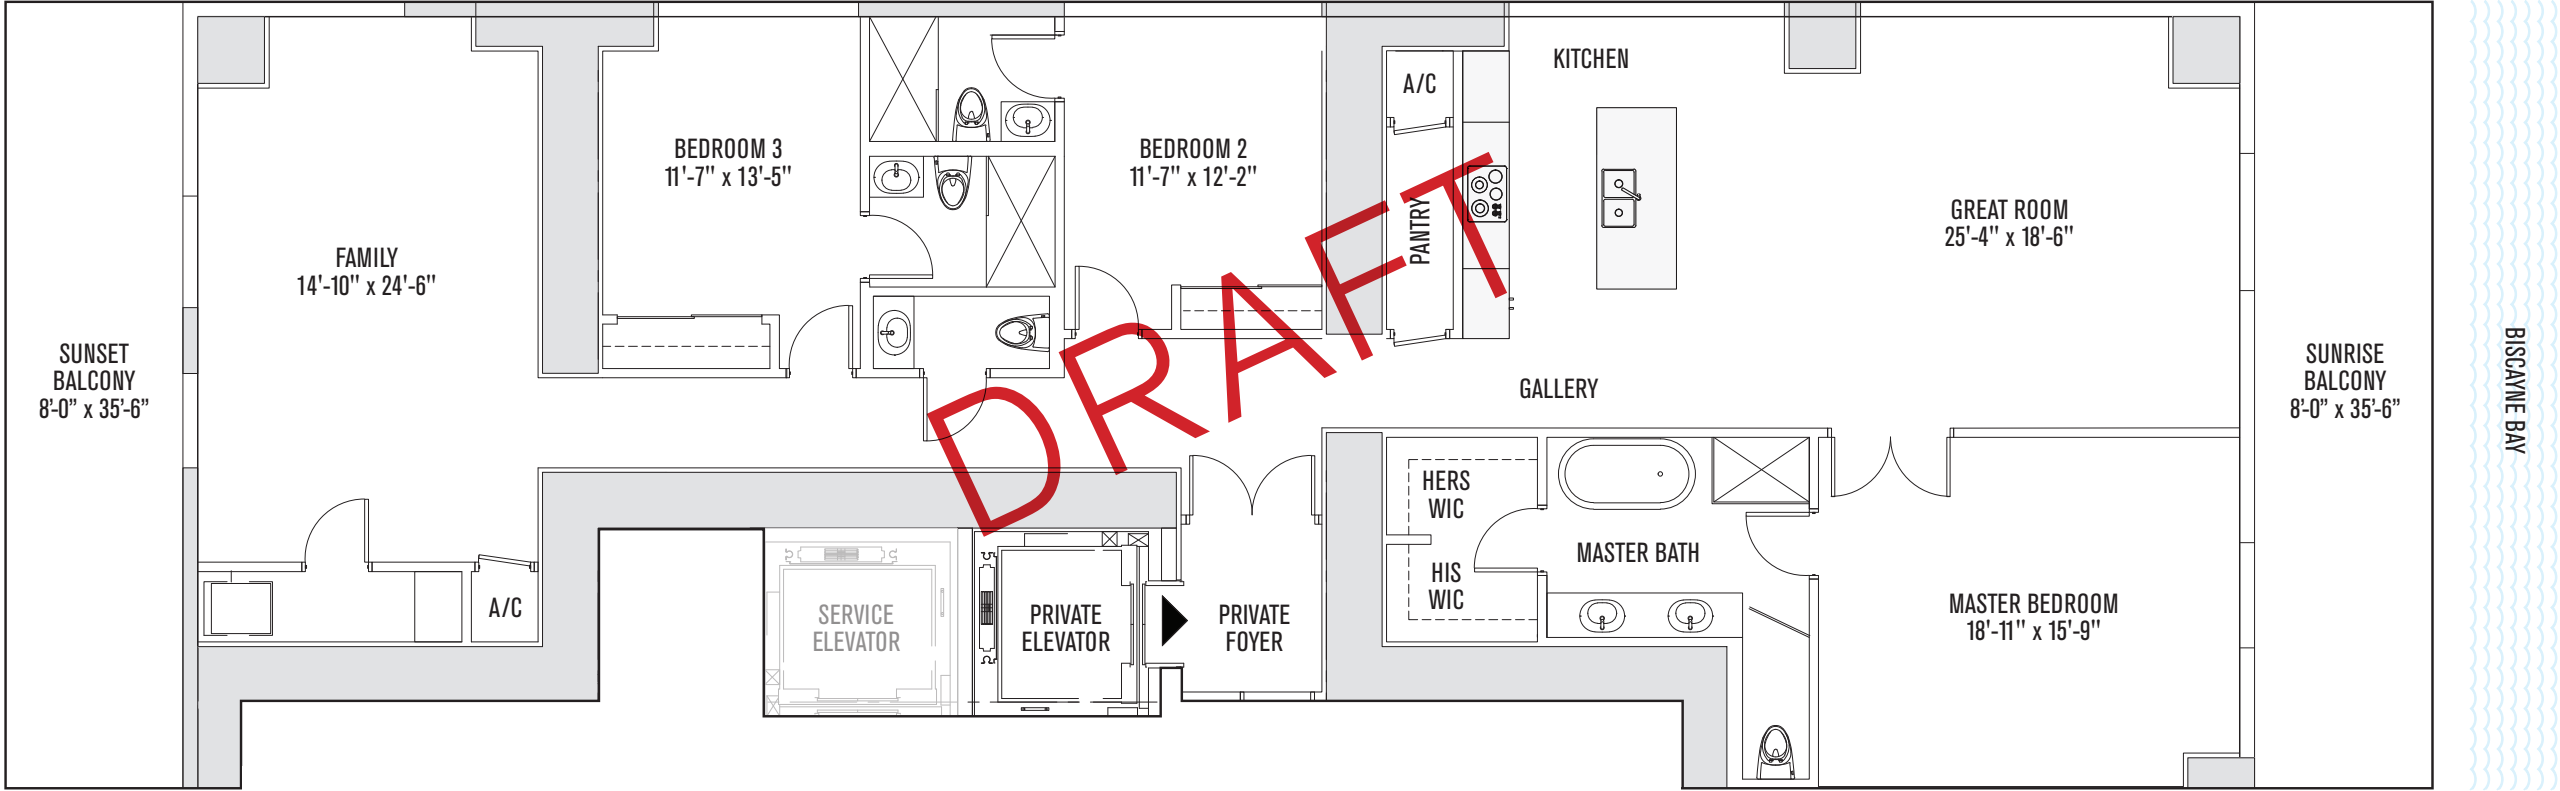 SUNSET
BALCONY
8’-0” x 35’-6”
FAMILY
14'-10" x 24'-6"
A/C
BEDROOM 3
11'-7" x 13'-5"
BEDROOM 2
11'-7" x 12'-2"
SERVICE
ELEVATOR
PRIVATE
ELEVATOR
PRIVATE
FOYER
DRAFT
A/C
PANTRY
KITCHEN
GALLERY
HERS
WIC
HIS
WIC
MASTER BATH
GREAT ROOM
25'-4" x 18'-6"
MASTER BEDROOM
18'-11" x 15'-9"
SUNRISE
BALCONY
8’-0” x 35’-6”
BISCAYNE BAY